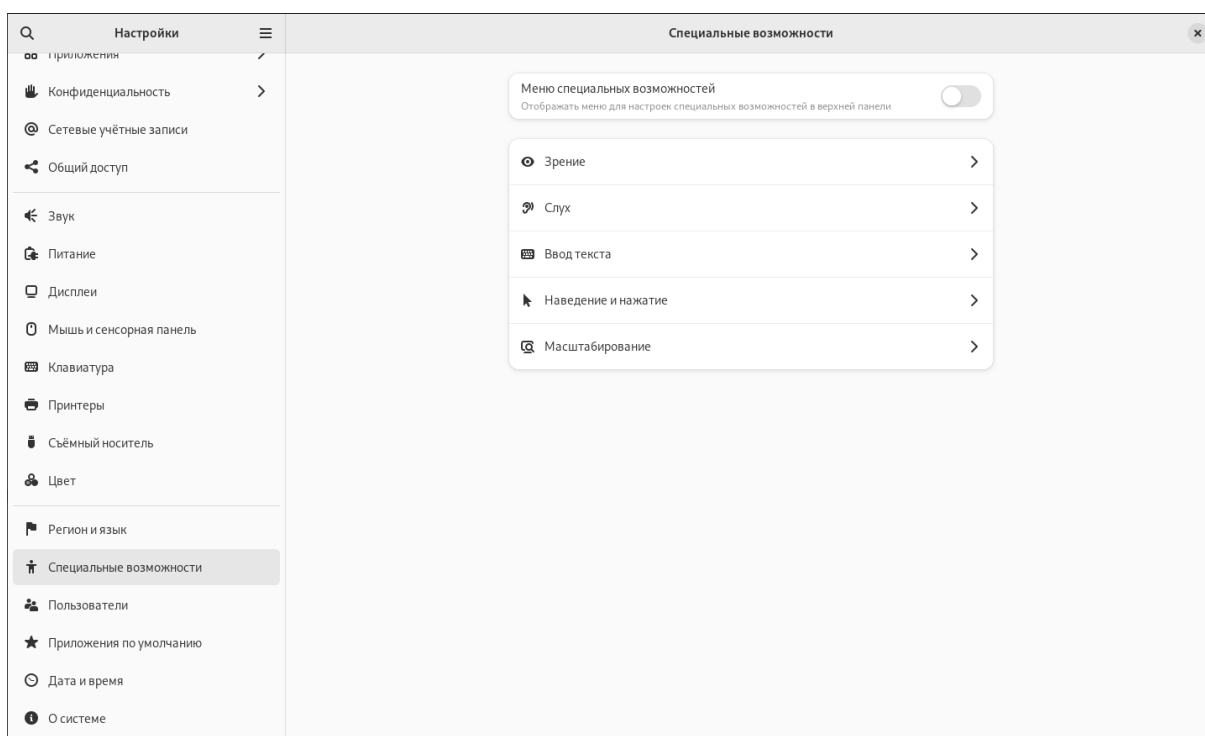 Настройки
Приложения
Конфиденциальность
Сетевые учётные записи
Общий доступ
Звук
Питание
Дисплеи
Мышь и сенсорная панель
Клавиатура
Принтеры
Съёмный носитель
Цвет
Регион и язык
Специальные возможности
Пользователи
Приложения по умолчанию
Дата и время
О системе
Специальные возможности
Меню специальных возможностей
Отображать меню для настроек специальных возможностей в верхней панели
Зрение
Слух
Ввод текста
Наведение и нажатие
Масштабирование